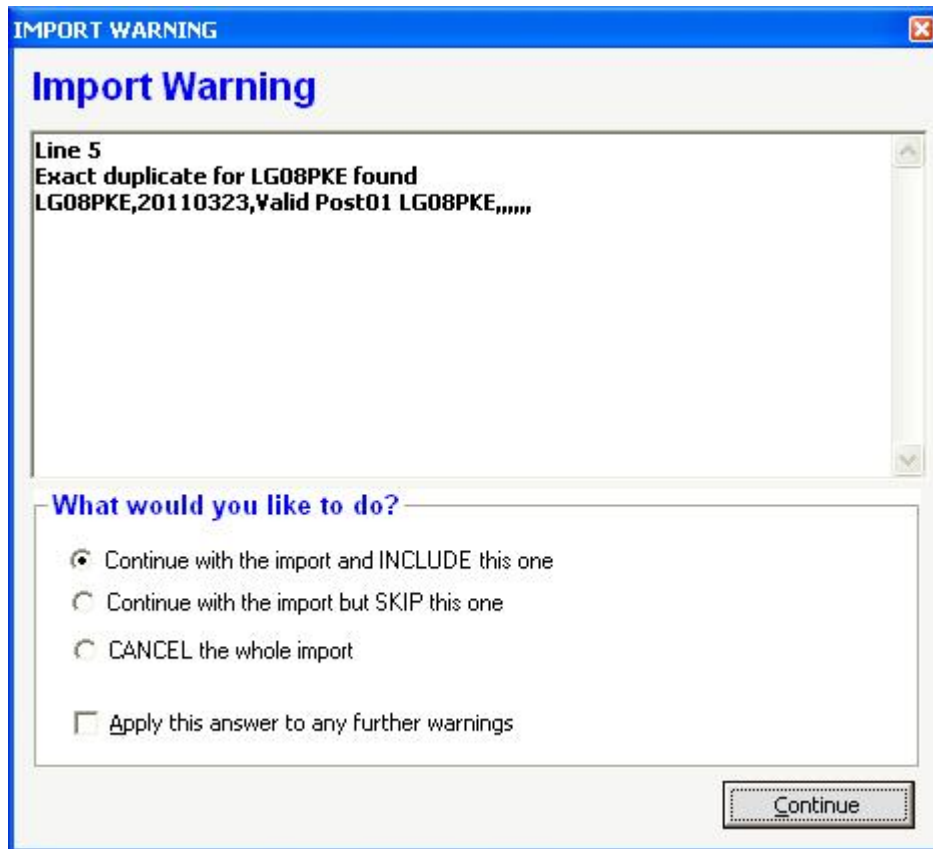 IMPORT WARNING
Import Warning
Line 5
Exact duplicate for LG08PKE found
LG08PKE,20110323,Valid Post01 LG08PKE,,,,,,
What would you like to do?
Continue with the import and INCLUDE this one
Continue with the import but SKIP this one
CANCEL the whole import
Apply this answer to any further warnings
Continue